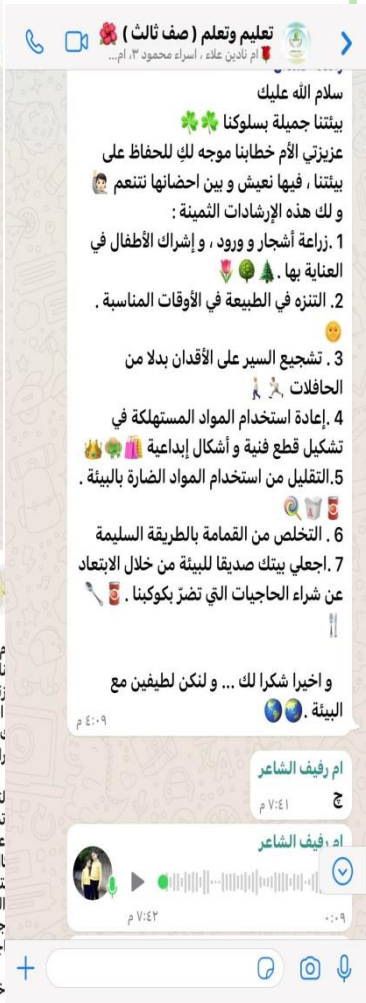 تعليم وتعلم ( صف ثالث )
ام نادين علاء ، اسراء محمود ٣، ام...
سلام الله عليك
بيئتنا جميلة بسلوكنا ☘️☘️
عزيزتي الأم خطابنا موجه لكِ للحفاظ على
بيئتنا ، فيها نعيش و بين احضانها نتنعم
و لك هذه الإرشادات الثمينة :
1 .زراعة أشجار و ورود ، و إشراك الأطفال في
العناية بها . 🌲🌳🌷
2. التنزه في الطبيعة في الأوقات المناسبة .
🌞
3 . تشجيع السير على الأقدان بدلا من
الحافلات
4 .إعادة استخدام المواد المستهلكة في
تشكيل قطع فنية و أشكال إبداعية
5.التقليل من استخدام المواد الضارة بالبيئة .
6 . التخلص من القمامة بالطريقة السليمة
7 .اجعلي بيتك صديقا للبيئة من خلال الابتعاد
عن شراء الحاجيات التي تضرّ بكوكبنا .
و اخيرا شكرا لك ... و لنكن لطيفين مع
البيئة . 🌎🌍
٤:٠٩ م
ام رفيف الشاعر
ج
٧:٤١ م
ام رفيف الشاعر
٠:٠٩
٧:٤٢ م